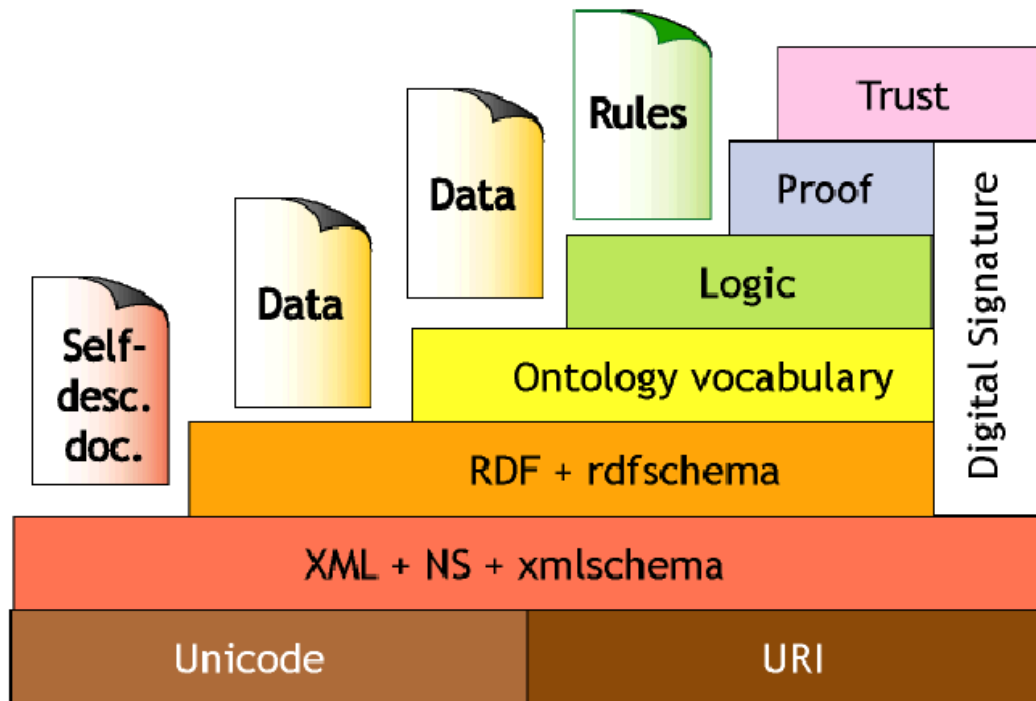 Rules
Trust
Data
Proof
Data
Logic
Self-
desc.
doc.
Ontology vocabulary
Digital Signature
RDF + rdfschema
XML + NS + xmlschema
Unicode
URI